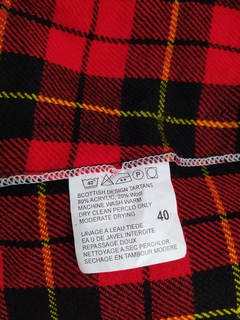 SCOTTISH DESIGN TARTANS
80% ACRYLIC, 20% Wool
MACHINE WASH WARM
DRY CLEAN PERCLO ONLY
MODERATE DRYING
40
LAVAGE A L'EAU TIEDE
EAU DE JAVEL INTERDITE
REPASSAGE DOUX
NETTOYAGE A SEC PERCHLOR
SECHAGE EN TAMBOUR MODERE